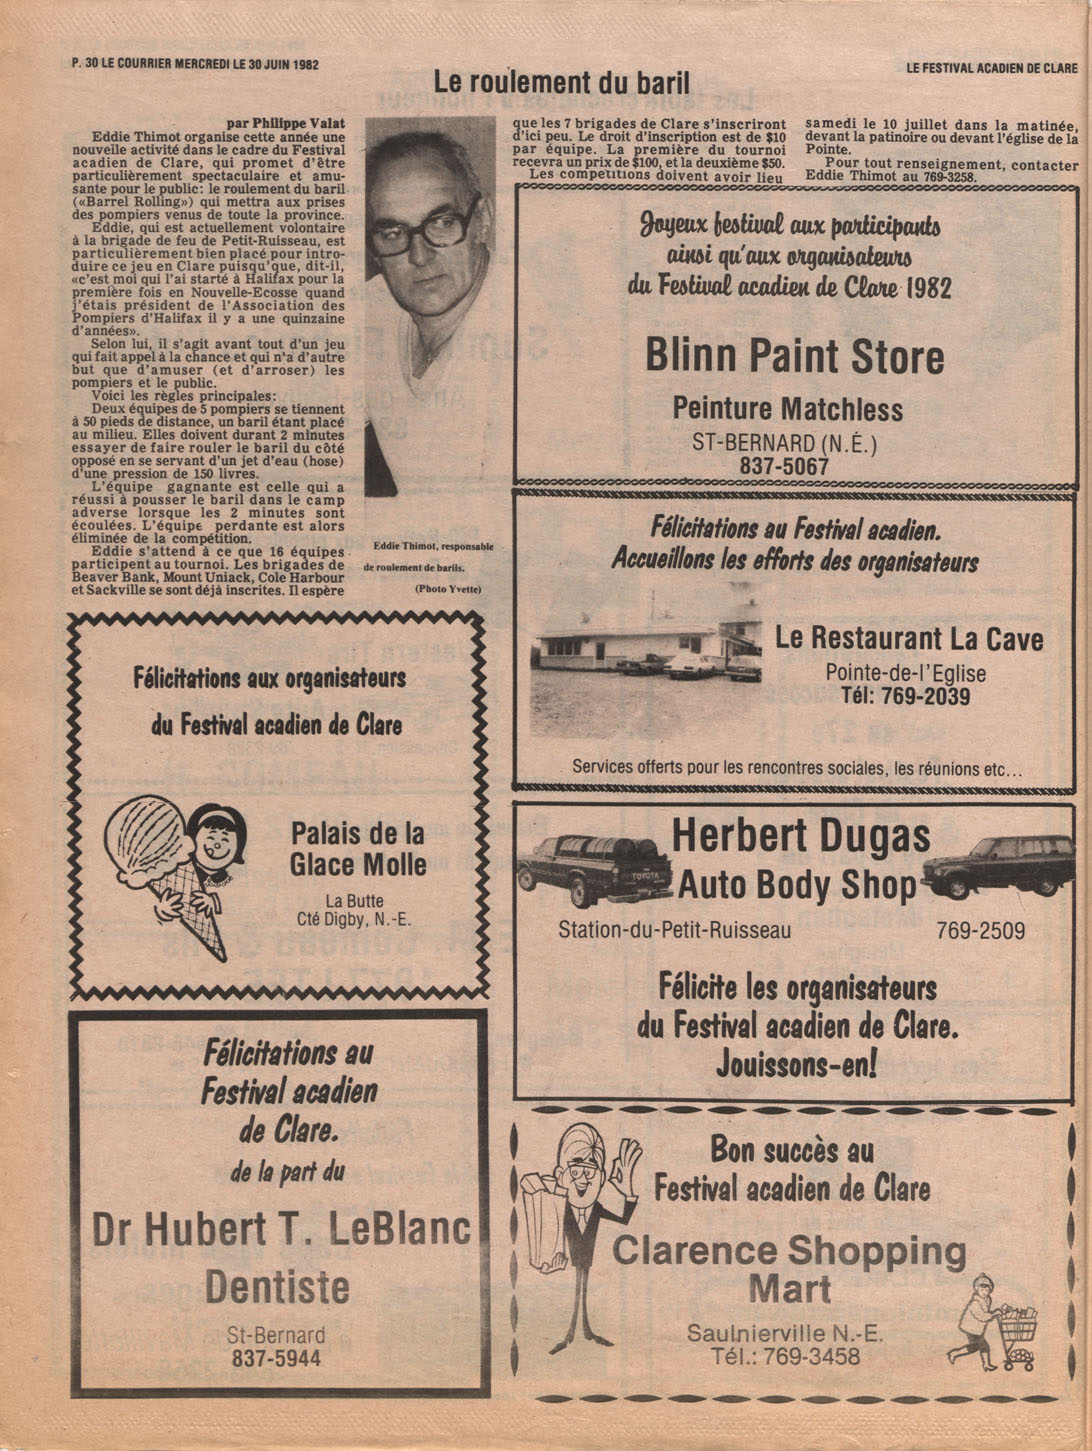 P. 30 LE COURRIER MERCREDI LE 30 JUIN 1982
LE FESTIVAL ACADIEN DE CLARE
Le roulement du baril
par Philippe Valat
Eddie Thimot organise cette année une
nouvelle activité dans le cadre du Festival
acadien de Clare, qui promet d'être
particulièrement spectaculaire et amu-
sante pour le public: le roulement du baril
(«Barrel Rolling») qui mettra aux prises
des pompiers venus de toute la province.
Eddie, qui est actuellement volontaire
à la brigade de feu de Petit-Ruisseau, est
particulièrement bien placé pour intro-
duire ce jeu en Clare puisqu'que, dit-il,
«c'est moi qui l'ai starté à Halifax pour la
première fois en Nouvelle-Ecosse quand
j'étais président de l'Association des
Pompiers d'Halifax il y a une quinzaine
d'années».
Selon lui, il s'agit avant tout d'un jeu
qui fait appel à la chance et qui n'a d'autre
but que d'amuser (et d'arroser) les
pompiers et le public.
Voici les règles principales:
Deux équipes de 5 pompiers se tiennent
à 50 pieds de distance, un baril étant placé
au milieu. Elles doivent durant 2 minutes
essayer de faire rouler le baril du côté
opposé en se servant d'un jet d'eau (hose)
d'une pression de 150 livres.
L'équipe gagnante est celle qui a
réussi à pousser le baril dans le camp
adverse lorsque les 2 minutes sont
écoulées. L'équipe perdante est alors
éliminée de la compétition.
Eddie s'attend à ce que 16 équipes
participent au tournoi. Les brigades de
Beaver Bank, Mount Uniack, Cole Harbour
et Sackville se sont déjà inscrites. Il espère
Eddie Thimot, responsable
de roulement de barils.
(Photo Yvette)
que les 7 brigades de Clare s'inscriront
d'ici peu. Le droit d'inscription est de $10
par équipe. La première du tournoi
recevra un prix de $100, et la deuxième $50.
Les compétitions doivent avoir lieu
samedi le 10 juillet dans la matinée,
devant la patinoire ou devant l'église de la
Pointe.
Pour tout renseignement, contacter
Eddie Thimot au 769-3258.
Joyeux festival aux participants
ainsi qu'aux organisateurs
du Festival acadien de Clare 1982
Blinn Paint Store
Peinture Matchless
ST-BERNARD (N.É.)
837-5067
Félicitations au Festival acadien.
Accueillons les efforts des organisateurs
Le Restaurant La Cave
Pointe-de-l'Eglise
Tél: 769-2039
Services offerts pour les rencontres sociales, les réunions etc...
Félicitations aux organisateurs
du Festival acadien de Clare
Palais de la
Glace Molle
La Butte
Cté Digby, N.-E.
Herbert Dugas
Auto Body Shop
TOYOTA
Station-du-Petit-Ruisseau 769-2509
Félicite les organisateurs
du Festival acadien de Clare.
Jouissons-en!
Félicitations au
Festival acadien
de Clare.
de la part du
Dr Hubert T. LeBlanc
Dentiste
St-Bernard
837-5944
Bon succès au
Festival acadien de Clare
Clarence Shopping
Mart
Saulnierville N.-E.
Tél.: 769-3458